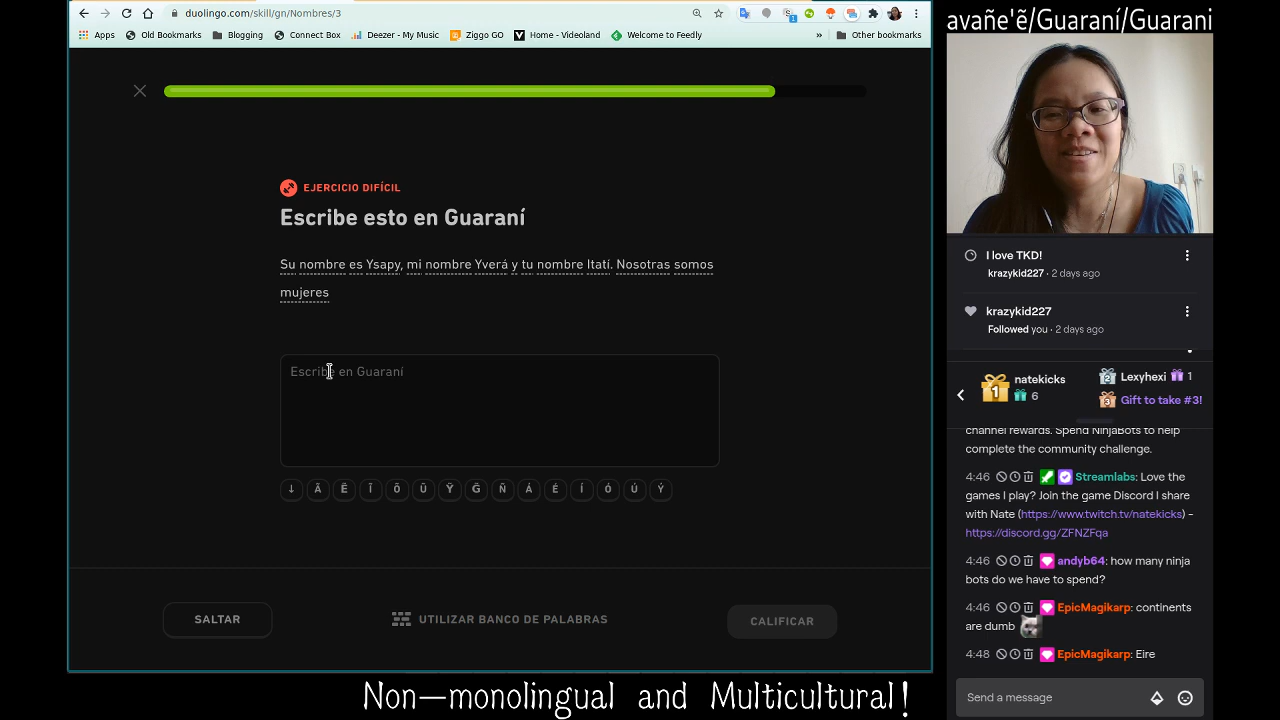 duolingo.com/skill/gn/Nombres/3
Apps Old Bookmarks Blogging Connect Box Deezer - My Music Ziggo GO Home - Videoland Welcome to Feedly » Other bookmarks
EJERCICIO DIFÍCIL
Escribe esto en Guaraní
Su nombre es Ysapy, mi nombre Yverá y tu nombre Itatí. Nosotras somos
mujeres
Escribe en Guaraní
↓ Ã Ẽ Ĩ Õ Ũ Ỹ G̃ Ñ Á É Í Ó Ú Ý
SALTAR
UTILIZAR BANCO DE PALABRAS
CALIFICAR
Non-monolingual and Multicultural!
avañe'ẽ/Guaraní/Guarani
I love TKD!
krazykid227 · 2 days ago
krazykid227
Followed you · 2 days ago
1 natekicks
6
2 Lexyhexi 1
3 Gift to take #3!
channel rewards. Spend NinjaBots to help
complete the community challenge.
4:46 Streamlabs: Love the
games I play? Join the game Discord I share
with Nate (https://www.twitch.tv/natekicks) -
https://discord.gg/ZFNZFqa
4:46 andyb64: how many ninja
bots do we have to spend?
4:46 EpicMagikarp: continents
are dumb
4:48 EpicMagikarp: Eire
Send a message